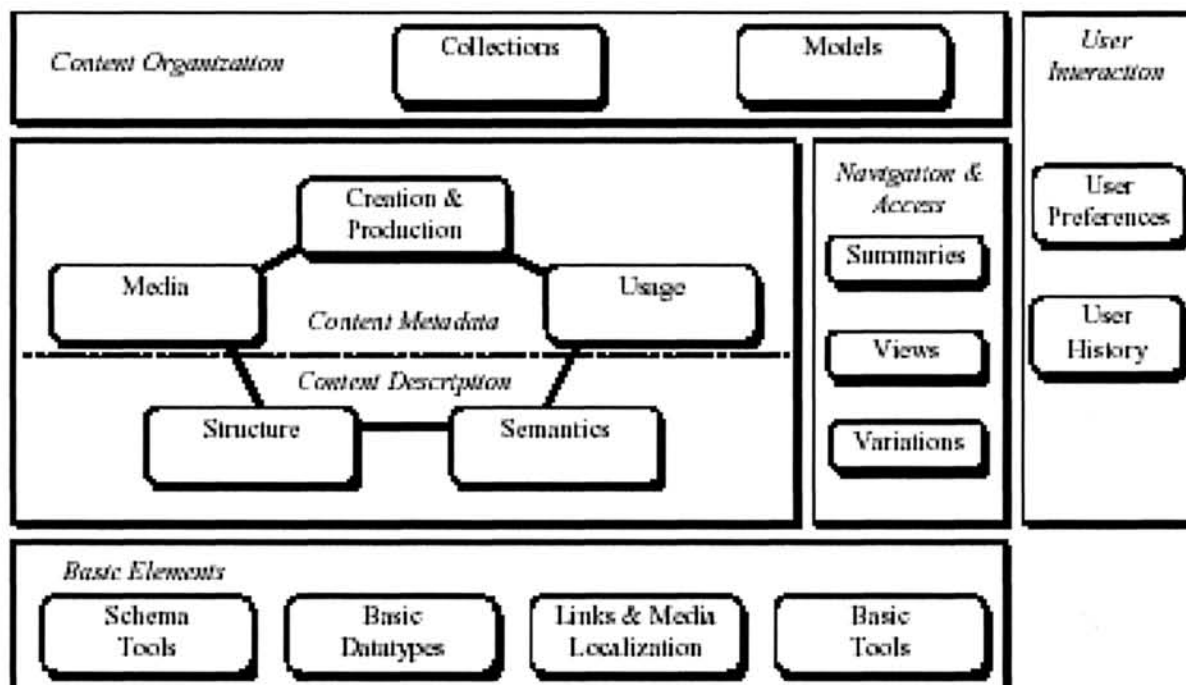 Content Organization
Collections
Models
User
Interaction
Creation &
Production
Media
Usage
Content Metadata
Content Description
Structure
Semantics
Navigation &
Access
Summaries
Views
Variations
User
Preferences
User
History
Basic Elements
Schema
Tools
Basic
Datatypes
Links & Media
Localization
Basic
Tools